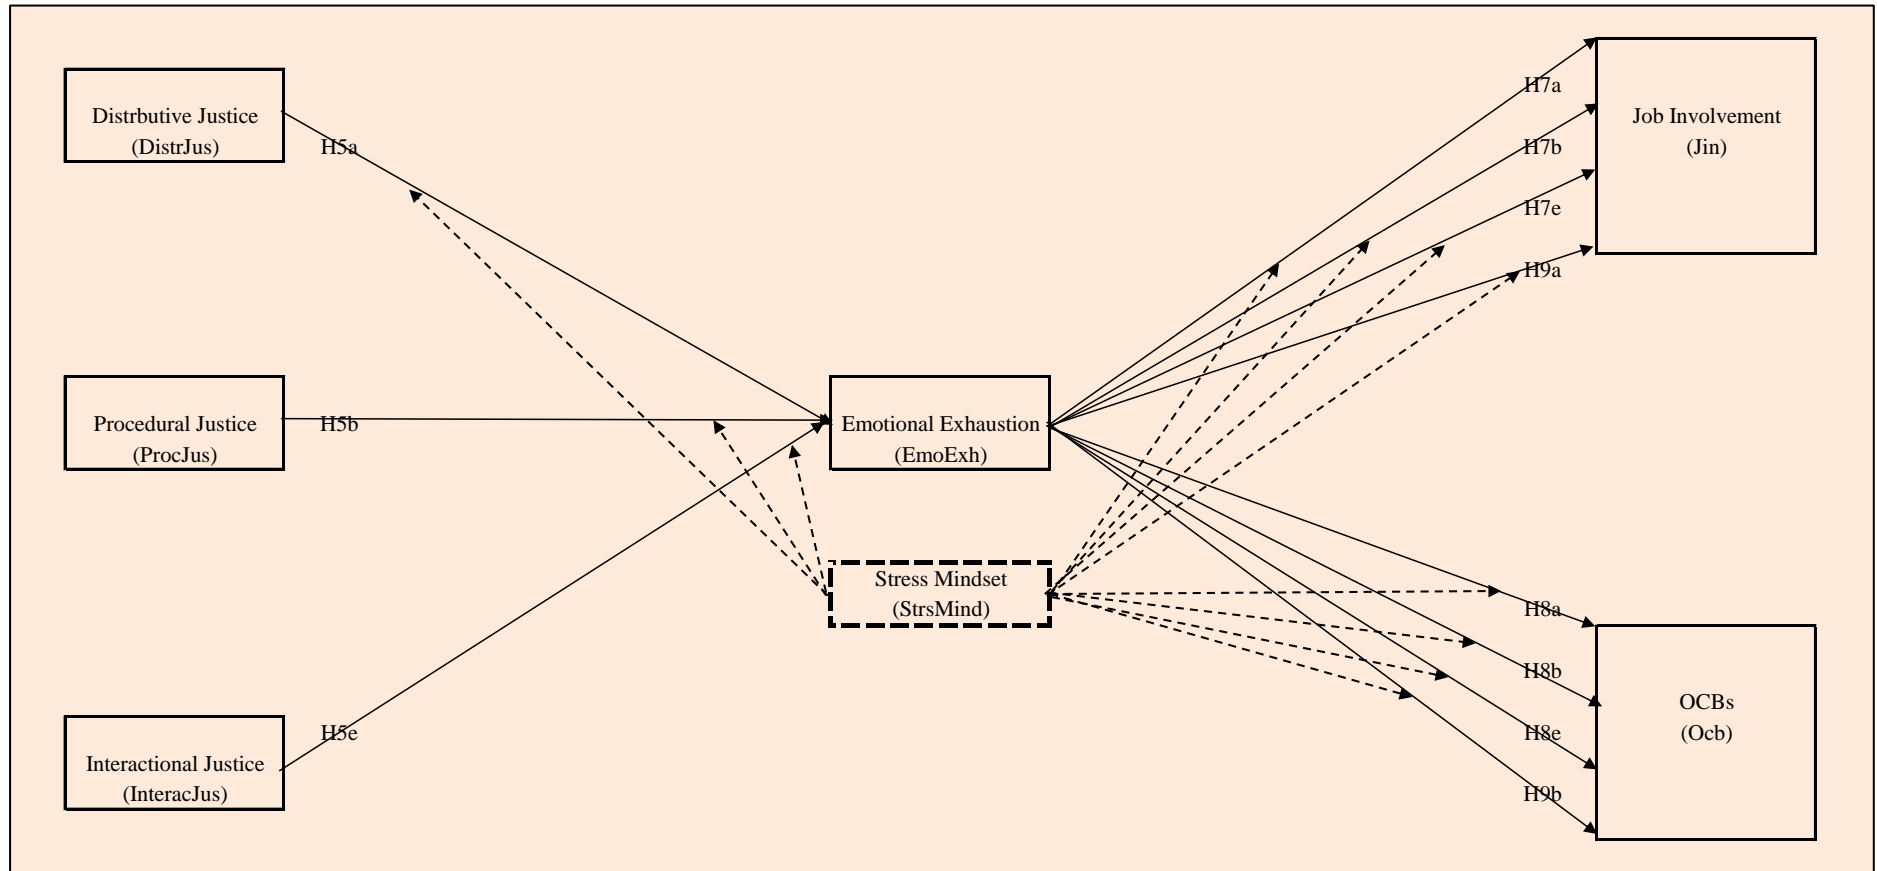 Distrbutive Justice
(DistrJus)
H5a
Procedural Justice
(ProcJus)
H5b
Interactional Justice
(InteracJus)
H5e
Emotional Exhaustion
(EmoExh)
Stress Mindset
(StrsMind)
H7a
H7b
H7e
H9a
Job Involvement
(Jin)
H8a
H8b
H8e
H9b
OCBs
(Ocb)